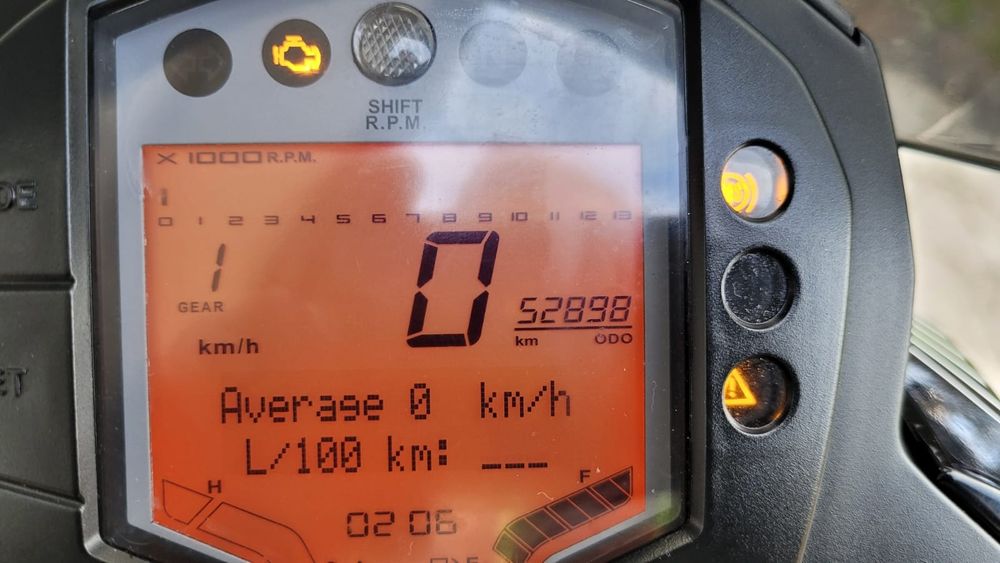 SHIFT
R.P.M.
X 1000 R.P.M.
0 1 2 3 4 5 6 7 8 9 10 11 12 13
1
GEAR
0
52898
km ODO
km/h
Average 0 km/h
L/100 km: ___
H
F
02 06